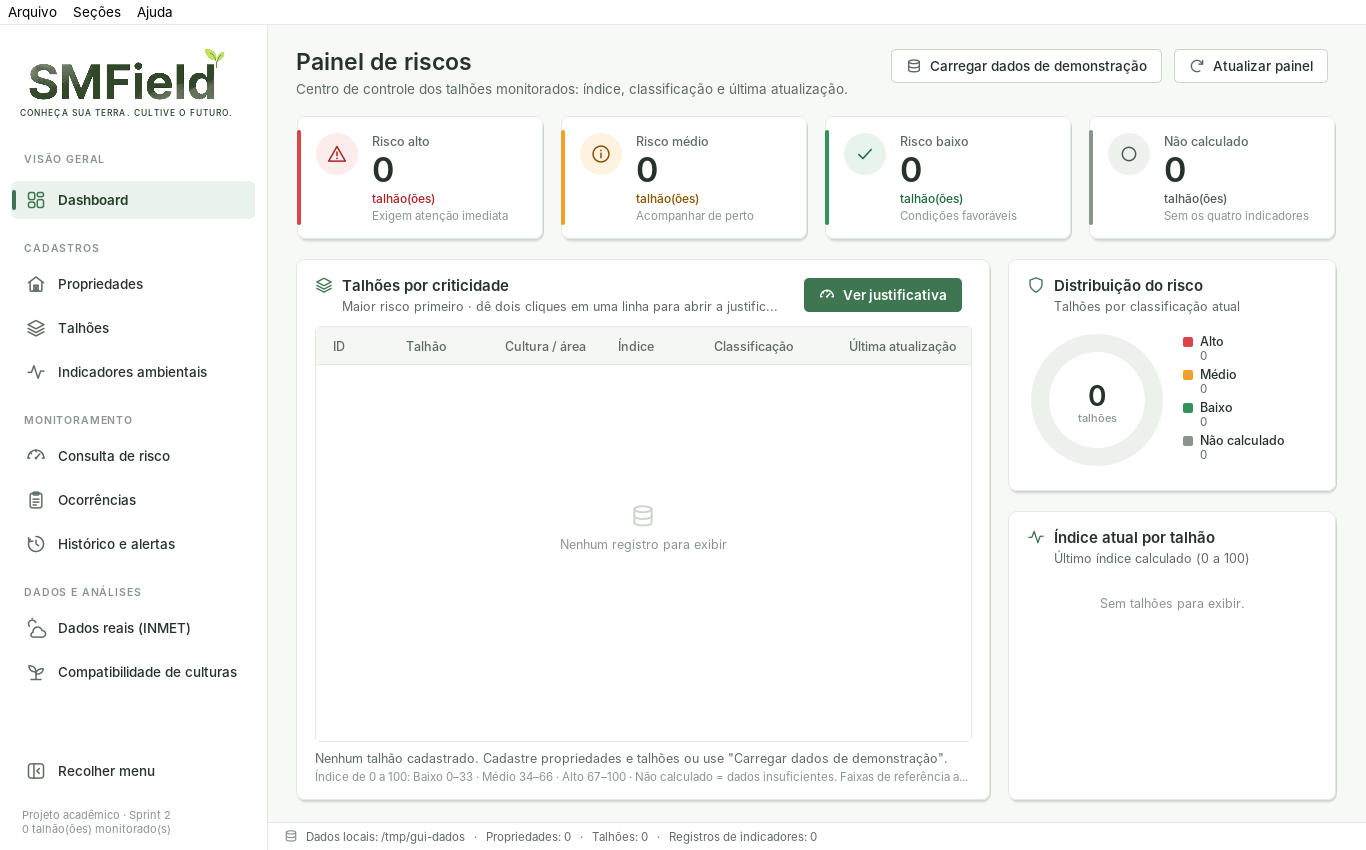 Arquivo Seções Ajuda
SMField
CONHEÇA SUA TERRA. CULTIVE O FUTURO.
VISÃO GERAL
Dashboard
CADASTROS
Propriedades
Talhões
Indicadores ambientais
MONITORAMENTO
Consulta de risco
Ocorrências
Histórico e alertas
DADOS E ANÁLISES
Dados reais (INMET)
Compatibilidade de culturas
Recolher menu
Projeto acadêmico · Sprint 2
0 talhão(ões) monitorado(s)
Painel de riscos
Centro de controle dos talhões monitorados: índice, classificação e última atualização.
Carregar dados de demonstração
Atualizar painel
Risco alto
0
talhão(ões)
Exigem atenção imediata
Risco médio
0
talhão(ões)
Acompanhar de perto
Risco baixo
0
talhão(ões)
Condições favoráveis
Não calculado
0
talhão(ões)
Sem os quatro indicadores
Talhões por criticidade
Maior risco primeiro · dê dois cliques em uma linha para abrir a justific...
Ver justificativa
ID Talhão Cultura / área Índice Classificação Última atualização
Nenhum registro para exibir
Nenhum talhão cadastrado. Cadastre propriedades e talhões ou use "Carregar dados de demonstração".
Índice de 0 a 100: Baixo 0–33 · Médio 34–66 · Alto 67–100 · Não calculado = dados insuficientes. Faixas de referência a...
Distribuição do risco
Talhões por classificação atual
0
talhões
Alto
0
Médio
0
Baixo
0
Não calculado
0
Índice atual por talhão
Último índice calculado (0 a 100)
Sem talhões para exibir.
Dados locais: /tmp/gui-dados · Propriedades: 0 · Talhões: 0 · Registros de indicadores: 0